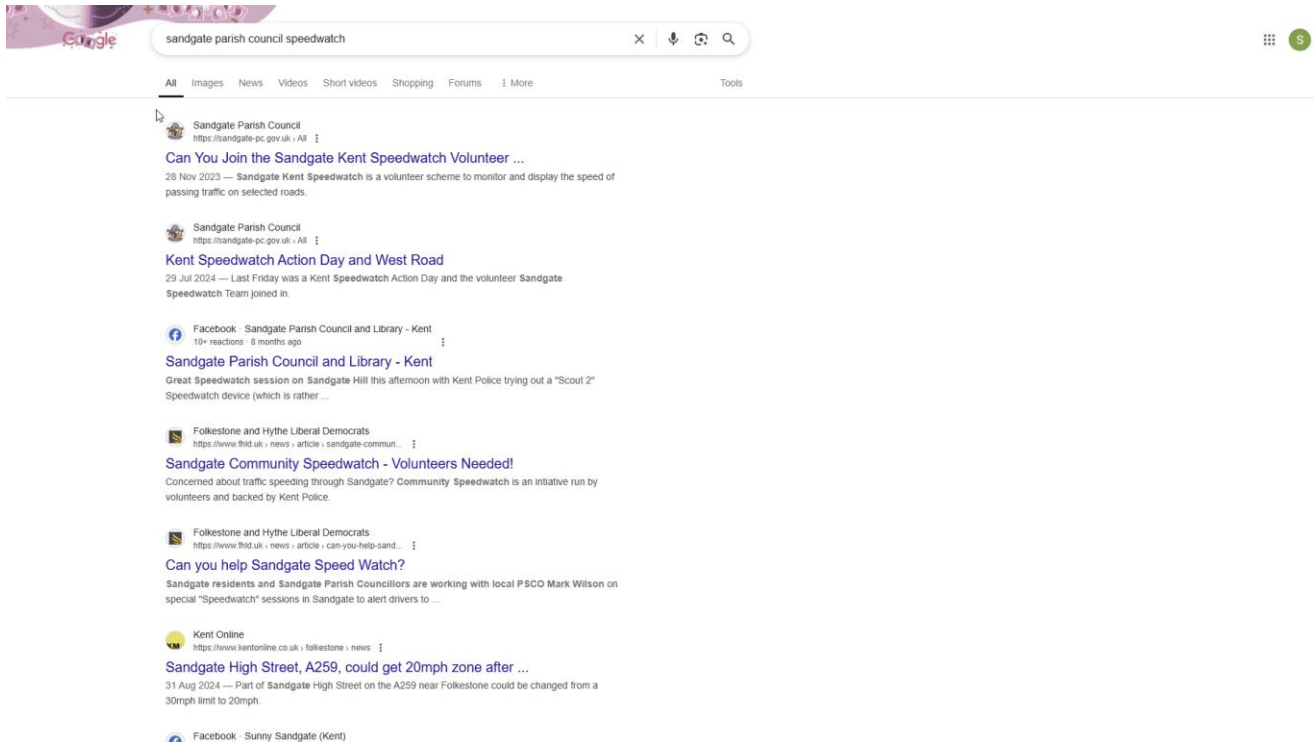 Google
sandgate parish council speedwatch
S
All Images News Videos Short videos Shopping Forums More Tools
Sandgate Parish Council
https://sandgate-pc.gov.uk › All
Can You Join the Sandgate Kent Speedwatch Volunteer ...
28 Nov 2023 — Sandgate Kent Speedwatch is a volunteer scheme to monitor and display the speed of
passing traffic on selected roads.
Sandgate Parish Council
https://sandgate-pc.gov.uk › All
Kent Speedwatch Action Day and West Road
29 Jul 2024 — Last Friday was a Kent Speedwatch Action Day and the volunteer Sandgate
Speedwatch Team joined in.
Facebook · Sandgate Parish Council and Library - Kent
10+ reactions · 8 months ago
Sandgate Parish Council and Library - Kent
Great Speedwatch session on Sandgate Hill this afternoon with Kent Police trying out a "Scout 2"
Speedwatch device (which is rather ...
Folkestone and Hythe Liberal Democrats
https://www.fhld.uk › news › article › sandgate-commun...
Sandgate Community Speedwatch - Volunteers Needed!
Concerned about traffic speeding through Sandgate? Community Speedwatch is an intiative run by
volunteers and backed by Kent Police.
Folkestone and Hythe Liberal Democrats
https://www.fhld.uk › news › article › can-you-help-sand...
Can you help Sandgate Speed Watch?
Sandgate residents and Sandgate Parish Councillors are working with local PSCO Mark Wilson on
special "Speedwatch" sessions in Sandgate to alert drivers to ...
Kent Online
KM https://www.kentonline.co.uk › folkestone › news
Sandgate High Street, A259, could get 20mph zone after ...
31 Aug 2024 — Part of Sandgate High Street on the A259 near Folkestone could be changed from a
30mph limit to 20mph.
Facebook · Sunny Sandgate (Kent)